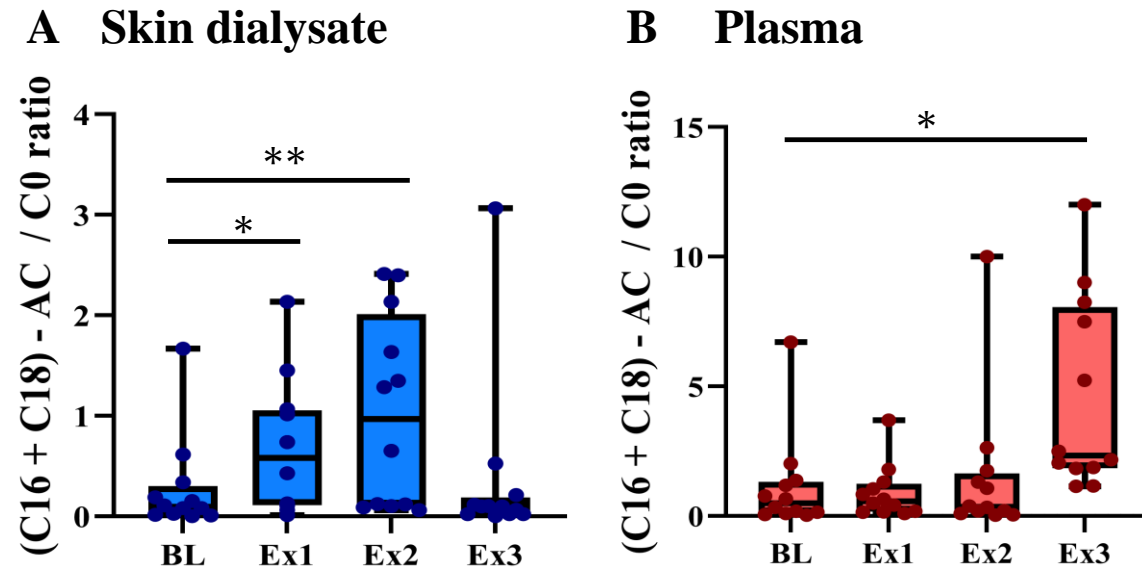 A Skin dialysate
(C16 + C18) - AC / C0 ratio
4
3
2
1
0
**
*
BL Ex1 Ex2 Ex3
B Plasma
(C16 + C18) - AC / C0 ratio
15
10
5
0
*
BL Ex1 Ex2 Ex3